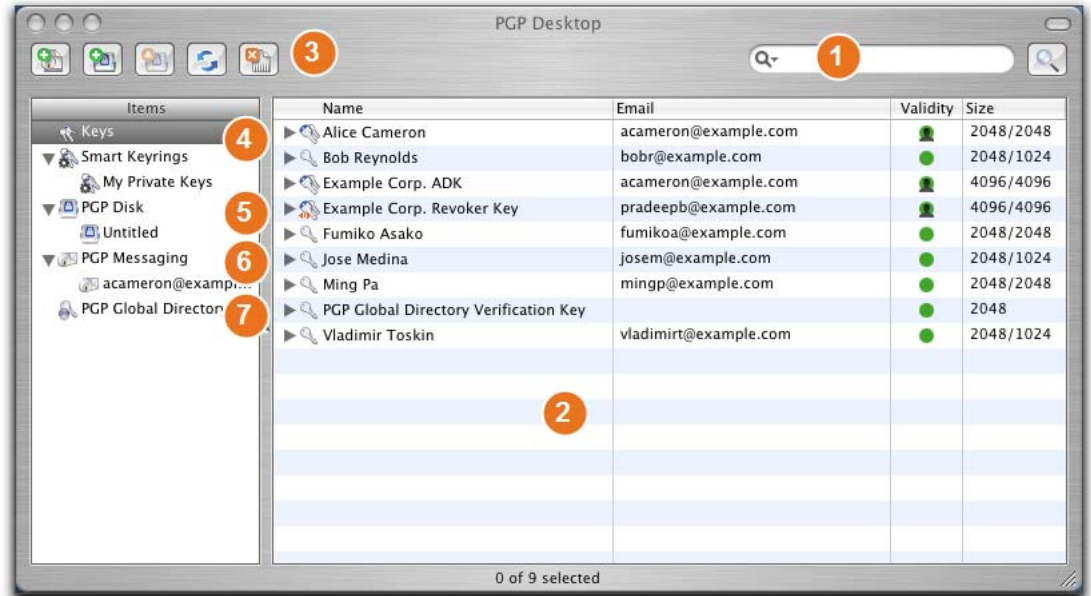 PGP Desktop
3
1
Items
Name Email Validity Size
Keys
4
Smart Keyrings
My Private Keys
PGP Disk
5
Untitled
PGP Messaging
6
acameron@exampl...
PGP Global Director
7
Alice Cameron acameron@example.com 2048/2048
Bob Reynolds bobr@example.com 2048/1024
Example Corp. ADK acameron@example.com 4096/4096
Example Corp. Revoker Key pradeepb@example.com 4096/4096
Fumiko Asako fumikoa@example.com 2048/2048
Jose Medina josem@example.com 2048/1024
Ming Pa mingp@example.com 2048/2048
PGP Global Directory Verification Key 2048
Vladimir Toskin vladimirt@example.com 2048/1024
2
0 of 9 selected